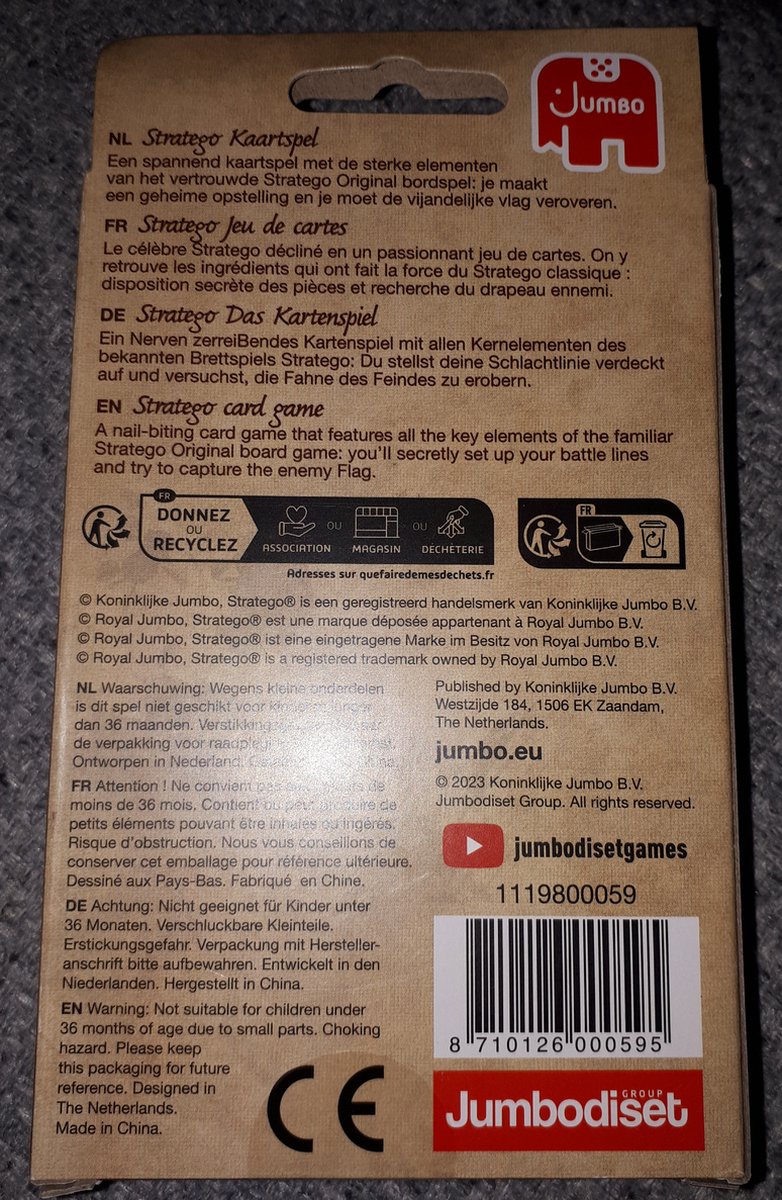 Jumbo
NL Stratego Kaartspel
Een spannend kaartspel met de sterke elementen
van het vertrouwde Stratego Original bordspel: je maakt
een geheime opstelling en je moet de vijandelijke vlag veroveren.
FR Stratego Jeu de cartes
Le célèbre Stratego décliné en un passionnant jeu de cartes. On y
retrouve les ingrédients qui ont fait la force du Stratego classique :
disposition secrète des pièces et recherche du drapeau ennemi.
DE Stratego Das Kartenspiel
Ein Nerven zerreiBendes Kartenspiel mit allen Kernelementen des
bekannten Brettspiels Stratego: Du stellst deine Schlachtlinie verdeckt
auf und versuchst, die Fahne des Feindes zu erobern.
EN Stratego card game
A nail-biting card game that features all the key elements of the familiar
Stratego Original board game: you'll secretly set up your battle lines
and try to capture the enemy Flag.
FR
DONNEZ
OU
RECYCLEZ
ASSOCIATION OU MAGASIN OU DÉCHÈTERIE
FR
Adresses sur quefairedemesdechets.fr
© Koninklijke Jumbo, Stratego® is een geregistreerd handelsmerk van Koninklijke Jumbo B.V.
© Royal Jumbo, Stratego® est une marque déposée appartenant à Royal Jumbo B.V.
© Royal Jumbo, Stratego® ist eine eingetragene Marke im Besitz von Royal Jumbo B.V.
© Royal Jumbo, Stratego® is a registered trademark owned by Royal Jumbo B.V.
NL Waarschuwing: Wegens kleine onderdelen
is dit spel niet geschikt voor
dan 36 maanden.
de verpakking voor
Ontworpen in Nederland.
FR Attention ! Ne convient
moins de 36 mois. Contient ou peut produire de
petits éléments pouvant être inhalés ou ingérés.
Risque d'obstruction. Nous vous conseillons de
conserver cet emballage pour référence ultérieure.
Dessiné aux Pays-Bas. Fabriqué en Chine.
DE Achtung: Nicht geeignet für Kinder unter
36 Monaten. Verschluckbare Kleinteile.
Erstickungsgefahr. Verpackung mit Hersteller-
anschrift bitte aufbewahren. Entwickelt in den
Niederlanden. Hergestellt in China.
EN Warning: Not suitable for children under
36 months of age due to small parts. Choking
hazard. Please keep
this packaging for future
reference. Designed in
The Netherlands.
Made in China.
CE
Published by Koninklijke Jumbo B.V.
Westzijde 184, 1506 EK Zaandam,
The Netherlands.
jumbo.eu
© 2023 Koninklijke Jumbo B.V.
Jumbodiset Group. All rights reserved.
jumbodisetgames
1119800059
8 710126 000595
Jumbodiset GROUP